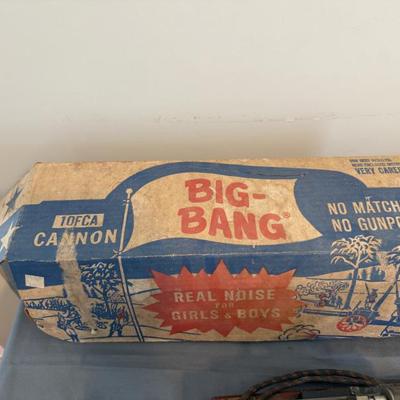 BIG-
BANG®
10FCA
CANNON
NO MATCH
NO GUNPO
VERY CARE
REAL NOISE
FOR
GIRLS & BOYS